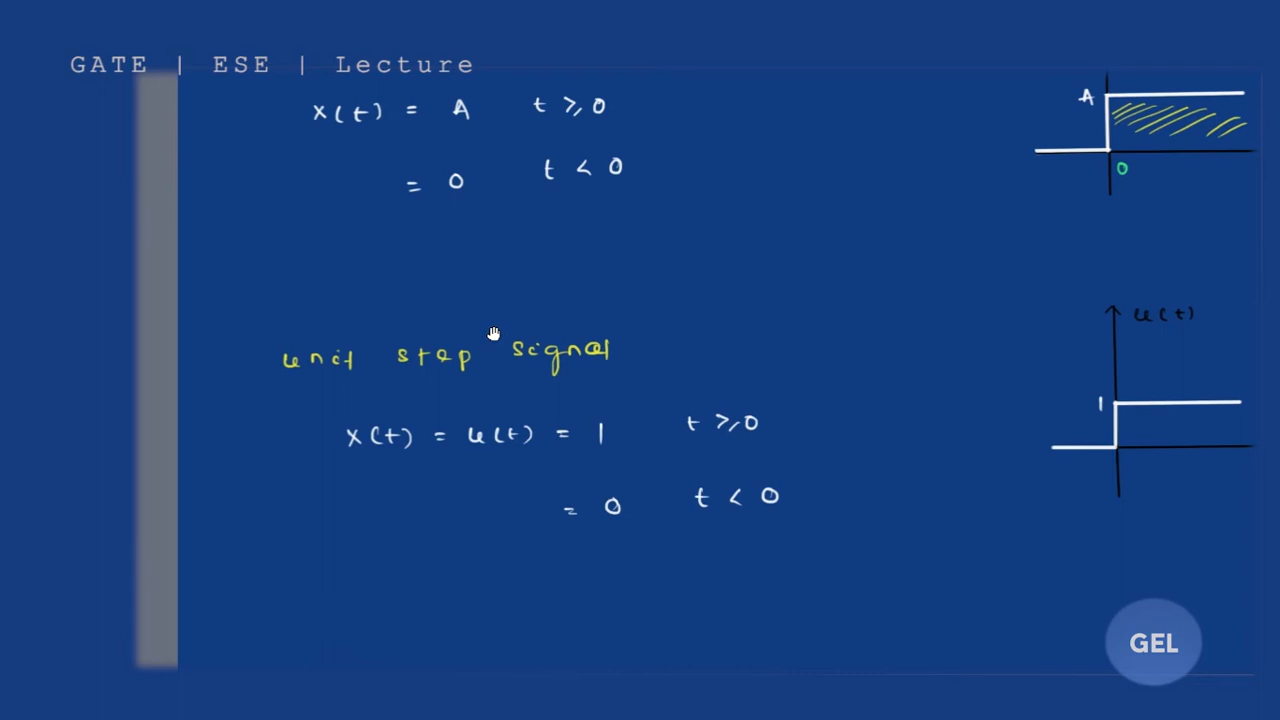 GATE | ESE | Lecture
x(t) = A t ≥ 0
A
= 0 t < 0
0
u(t)
unit step signal
1
x(t) = u(t) = 1 t ≥ 0
= 0 t < 0
GEL